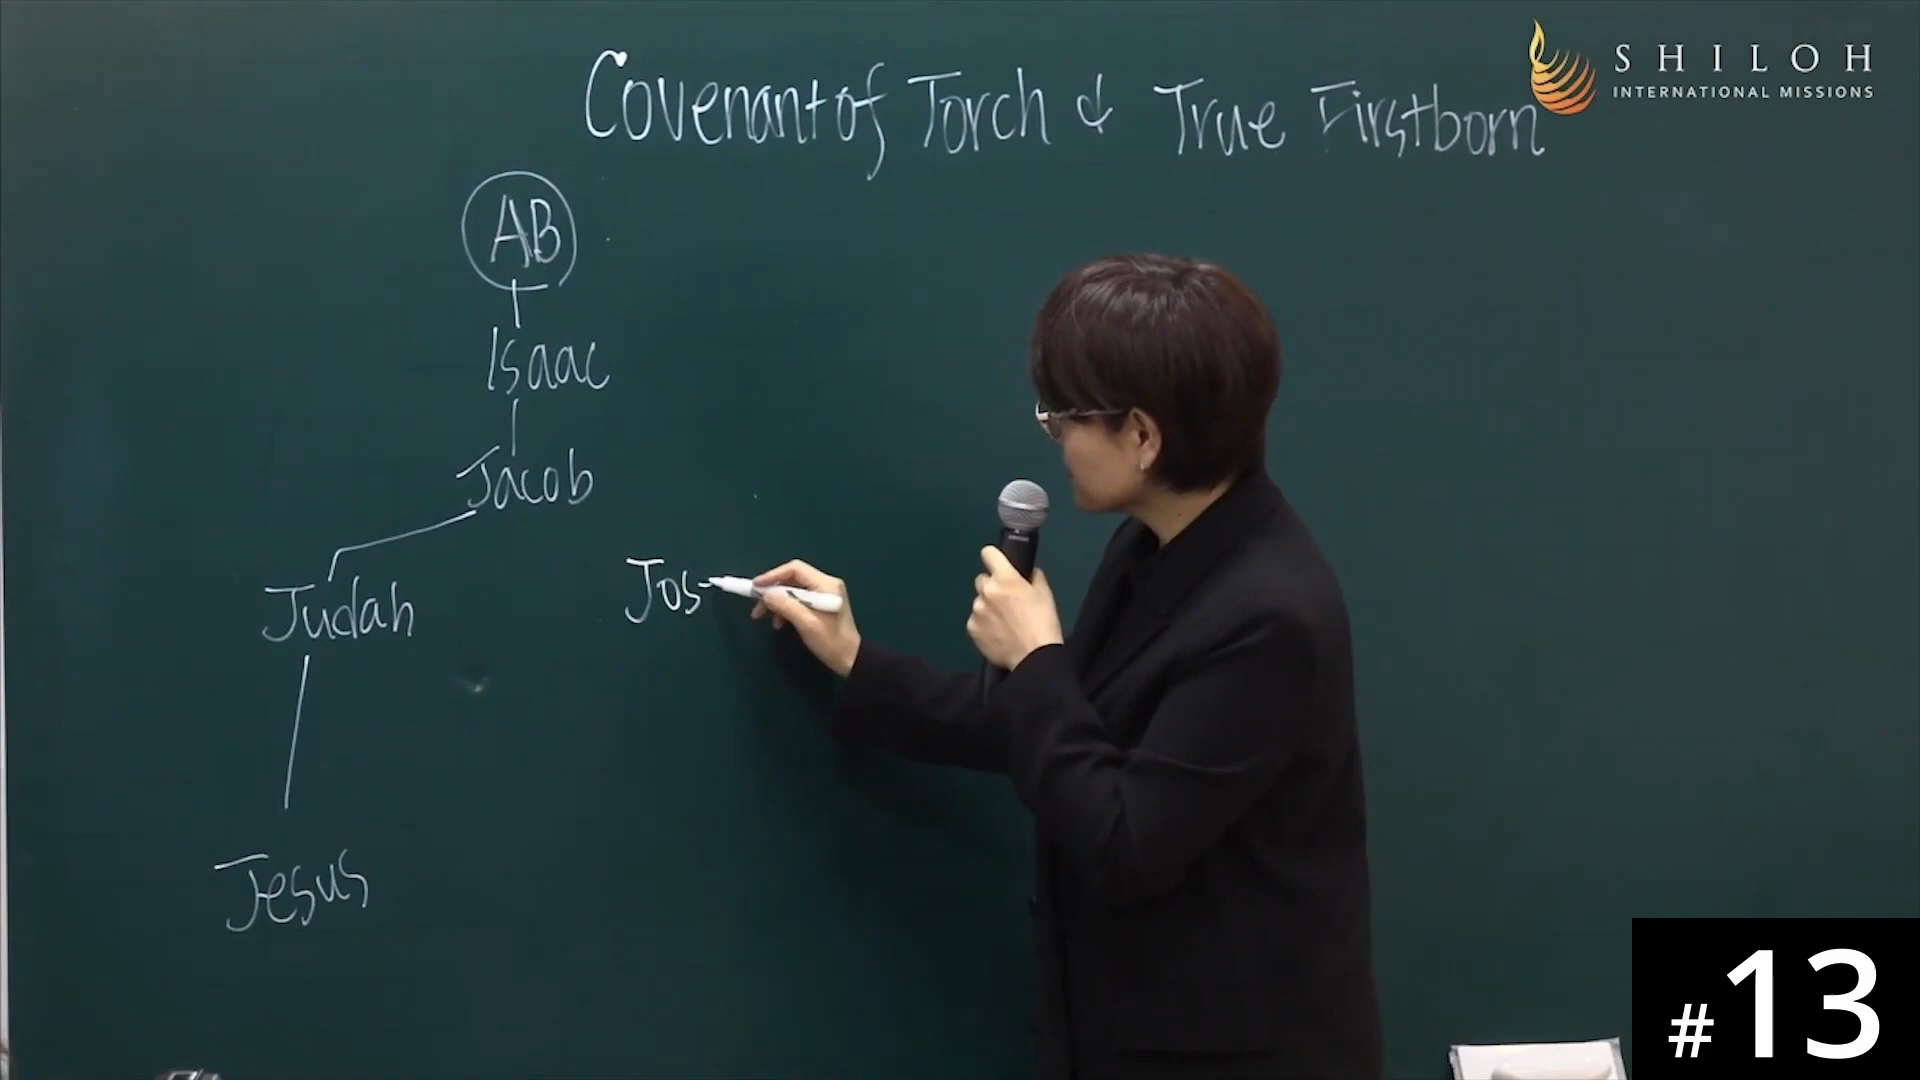 SHILOH
INTERNATIONAL MISSIONS
Covenant of Torch & True Firstborn
AB
Isaac
Jacob
Judah
Jos
Jesus
#13